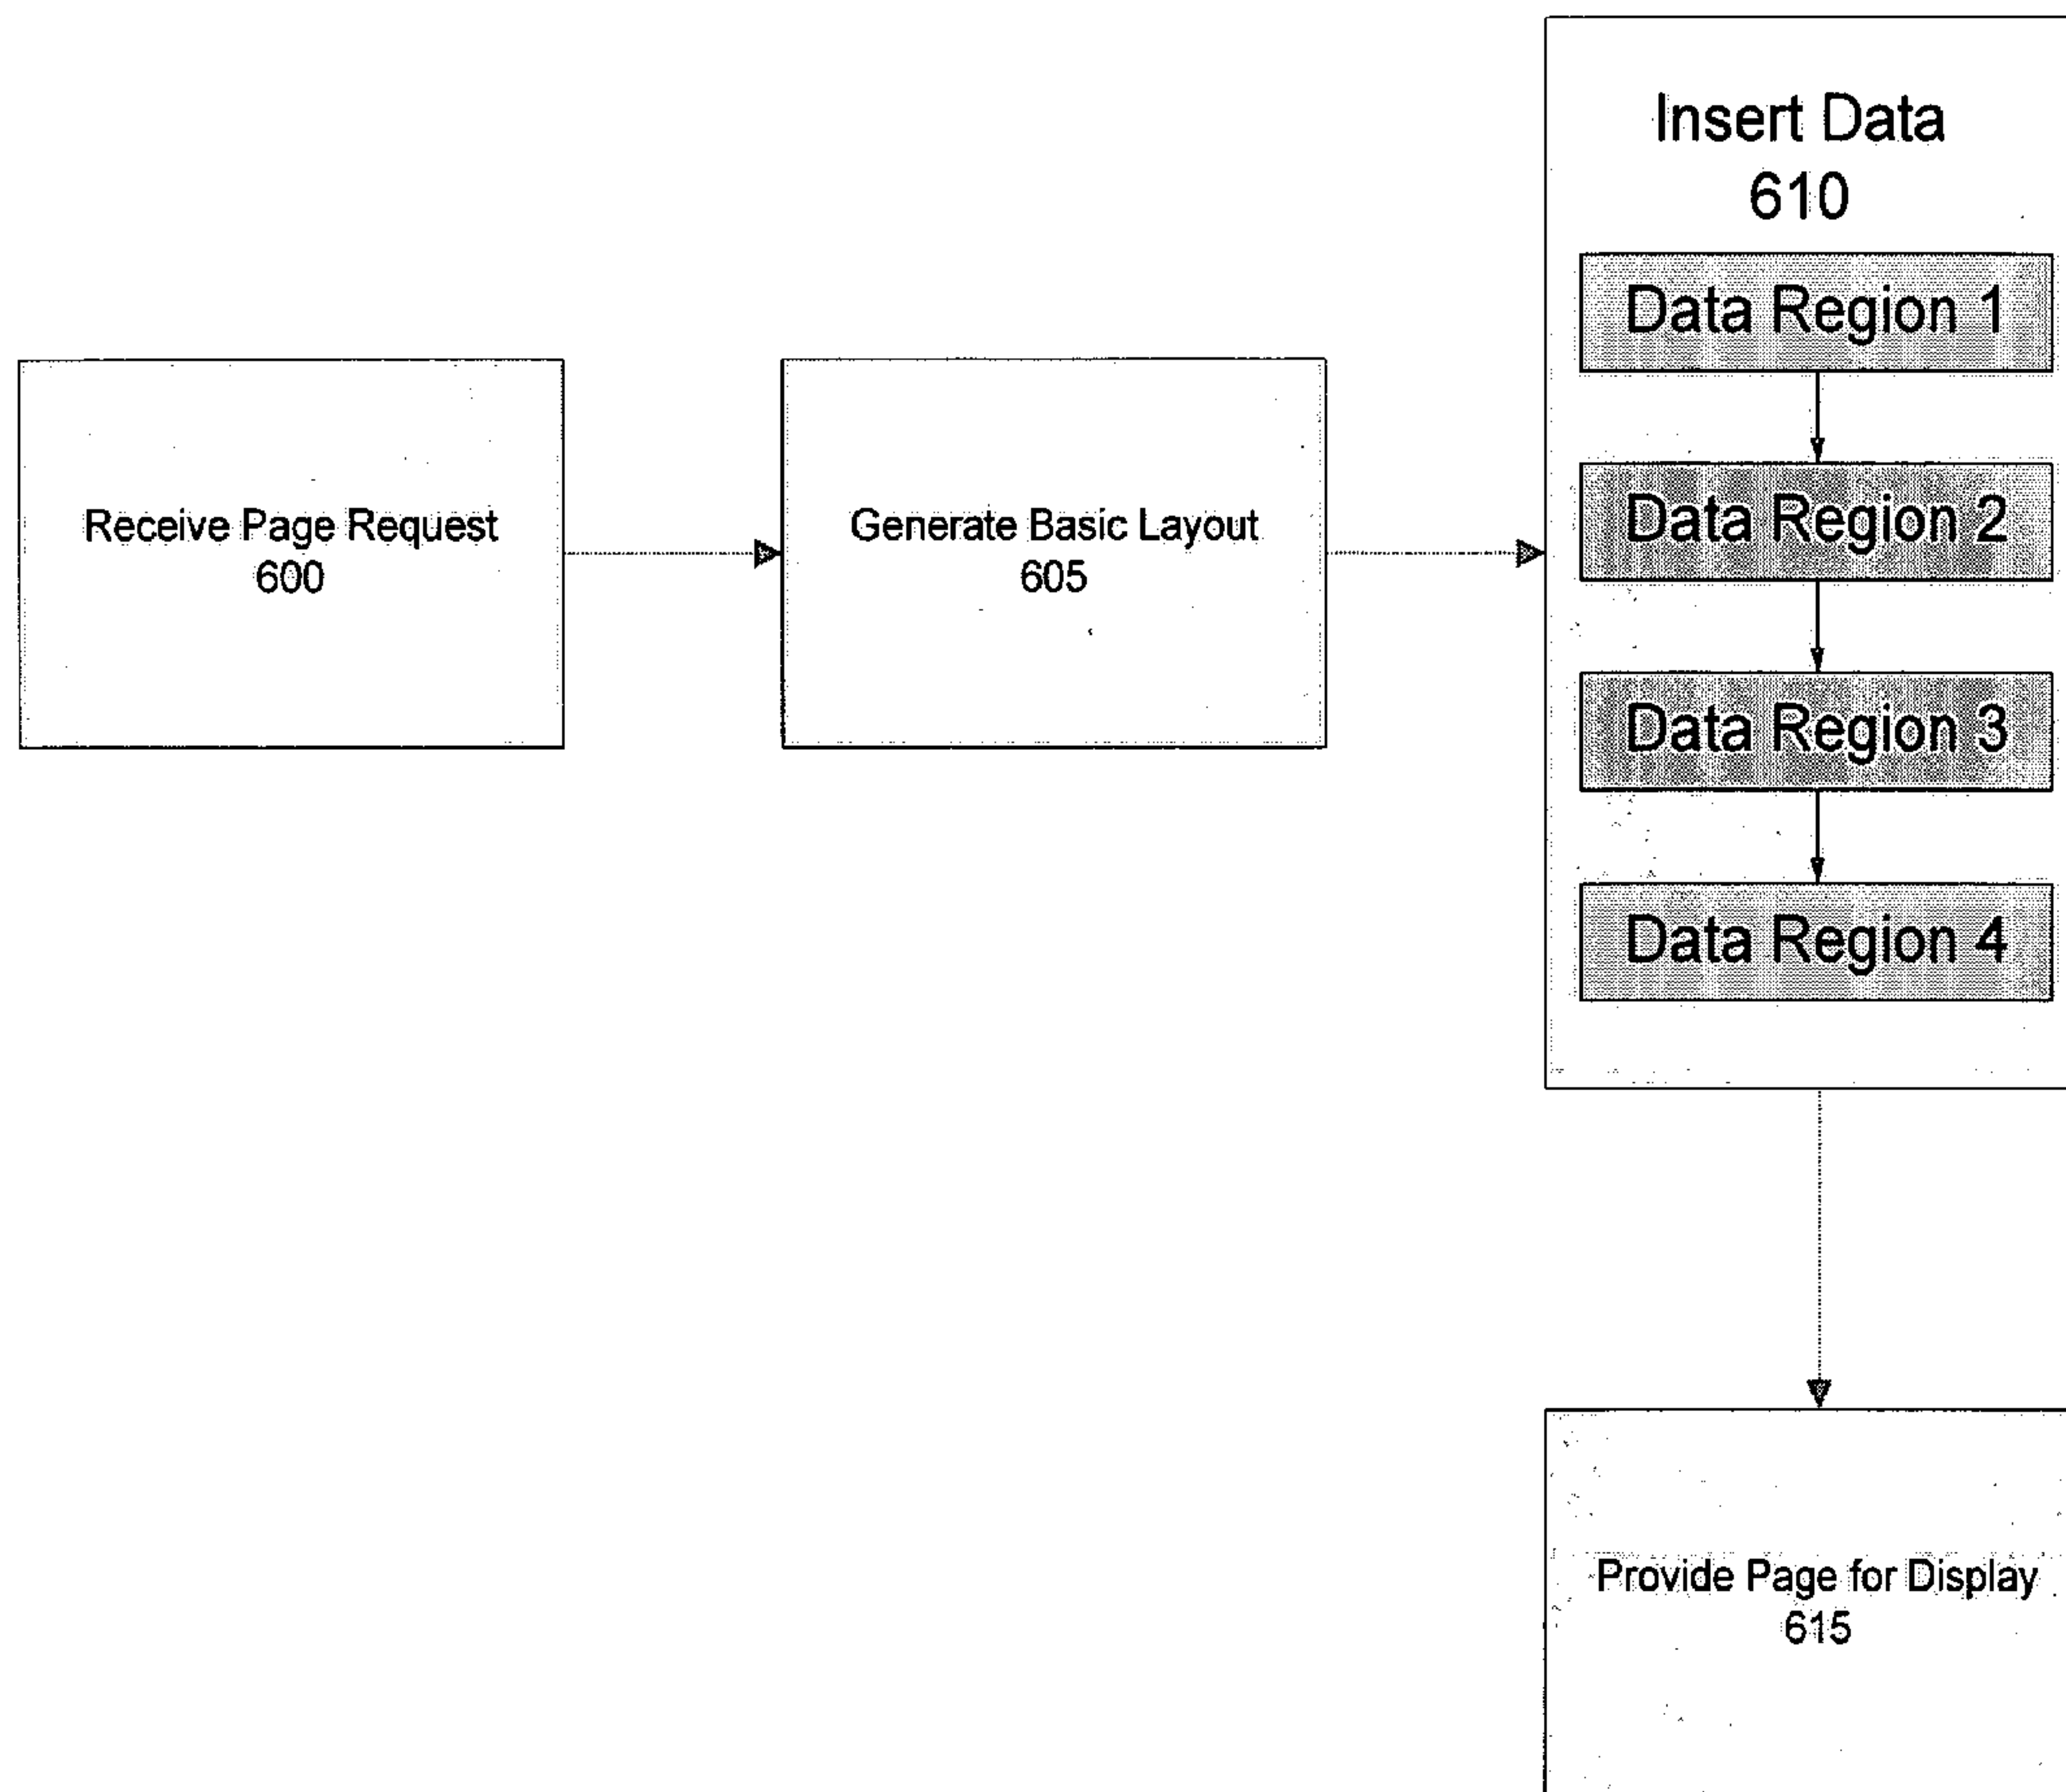 Receive Page Request
600
Generate Basic Layout
605
Insert Data
610
Data Region 1
Data Region 2
Data Region 3
Data Region 4
Provide Page for Display
615